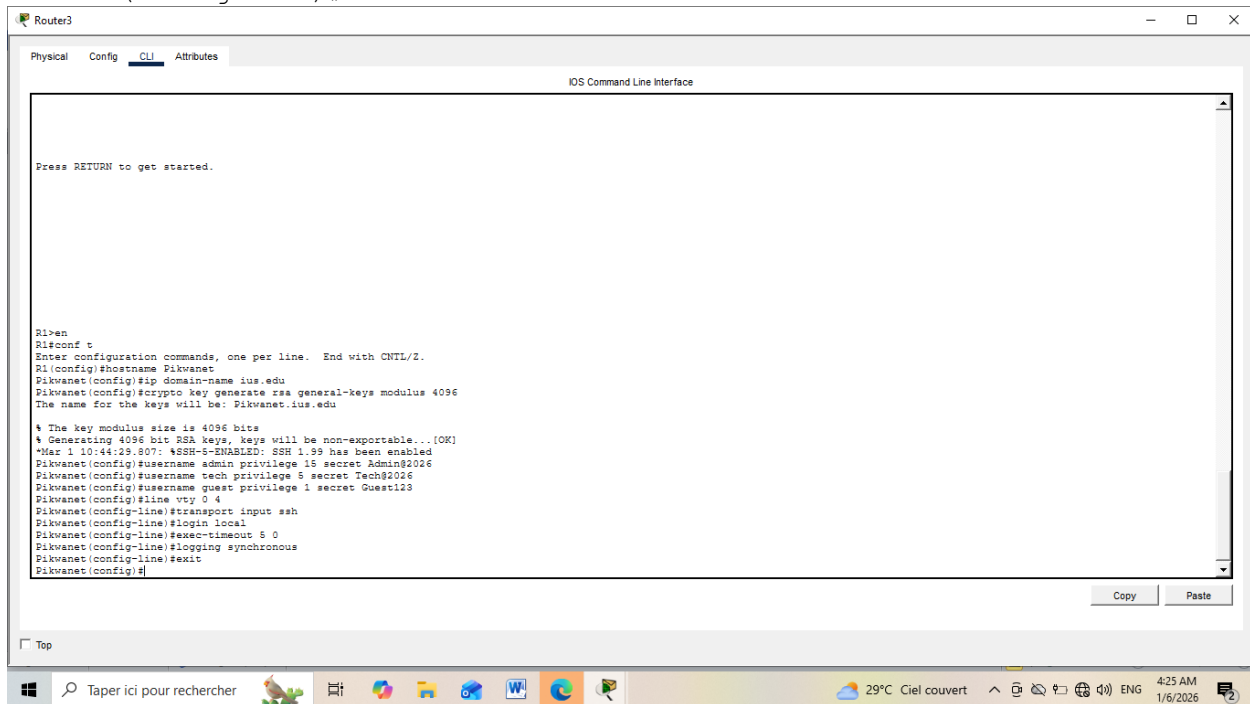 Router3
Physical Config CLI Attributes
IOS Command Line Interface
Press RETURN to get started.
R1>en
R1#conf t
Enter configuration commands, one per line. End with CNTL/Z.
R1(config)#hostname Pikwanet
Pikwanet(config)#ip domain-name ius.edu
Pikwanet(config)#crypto key generate rsa general-keys modulus 4096
The name for the keys will be: Pikwanet.ius.edu
% The key modulus size is 4096 bits
% Generating 4096 bit RSA keys, keys will be non-exportable...[OK]
*Mar 1 10:44:29.807: %SSH-5-ENABLED: SSH 1.99 has been enabled
Pikwanet(config)#username admin privilege 15 secret Admin@2026
Pikwanet(config)#username tech privilege 5 secret Tech@2026
Pikwanet(config)#username guest privilege 1 secret Guest123
Pikwanet(config)#line vty 0 4
Pikwanet(config-line)#transport input ssh
Pikwanet(config-line)#login local
Pikwanet(config-line)#exec-timeout 5 0
Pikwanet(config-line)#logging synchronous
Pikwanet(config-line)#exit
Pikwanet(config)#
Copy Paste
Top
Taper ici pour rechercher
29°C Ciel couvert
ENG
4:25 AM
1/6/2026
2